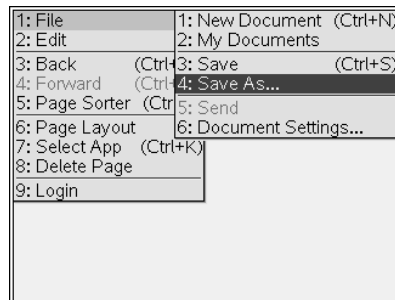 1: File
2: Edit
3: Back (Ctrl+
4: Forward (Ctrl+
5: Page Sorter (Ctr
6: Page Layout
7: Select App (Ctrl+K)
8: Delete Page
9: Login
1: New Document (Ctrl+N)
2: My Documents
3: Save (Ctrl+S)
4: Save As...
5: Send
6: Document Settings...